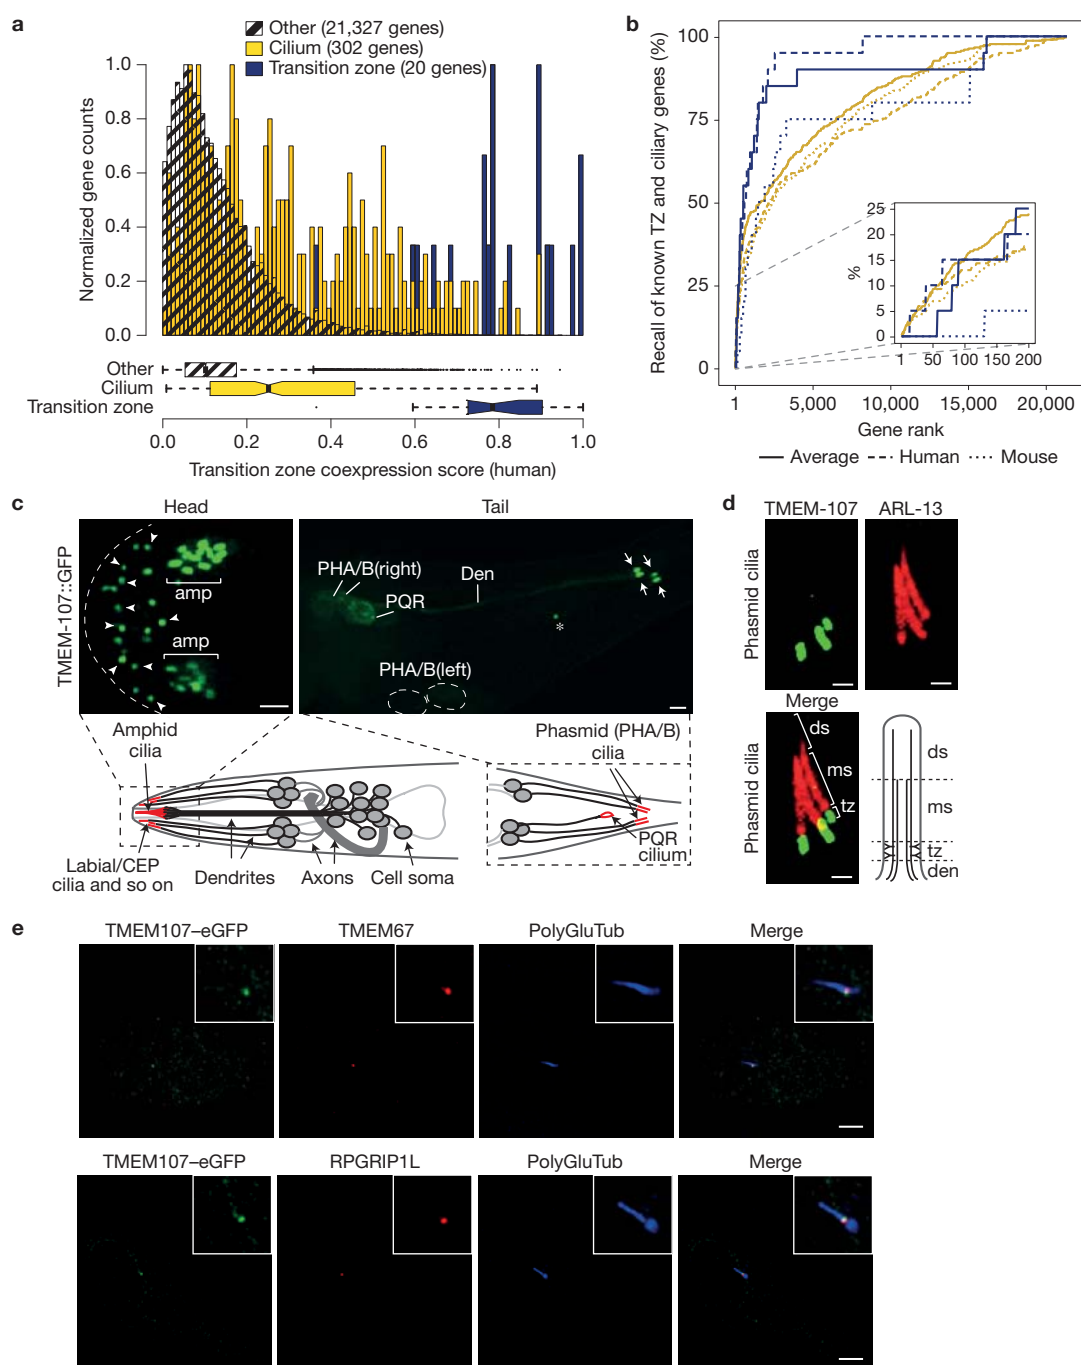 a
Other (21,327 genes)
Cilium (302 genes)
Transition zone (20 genes)
Normalized gene counts
1.0
0.8
0.6
0.4
0.2
0.0
Other
Cilium
Transition zone
0.0 0.2 0.4 0.6 0.8 1.0
Transition zone coexpression score (human)
b
Recall of known TZ and ciliary genes (%)
100
75
50
25
0
%
25
20
15
10
5
0
1 50 100 150 200
1 5,000 10,000 15,000 20,000
Gene rank
Average Human Mouse
c
Head Tail
TMEM-107::GFP
amp
amp
PHA/B(right)
PQR
Den
*
PHA/B(left)
Amphid
cilia
Labial/CEP
cilia and so on
Dendrites
Axons
Cell soma
Phasmid (PHA/B)
cilia
PQR
cilium
d
TMEM-107 ARL-13
Phasmid cilia
Merge
Phasmid cilia
ds
ms
tz
ds
ms
tz
den
e
TMEM107–eGFP TMEM67 PolyGluTub Merge
TMEM107–eGFP RPGRIP1L PolyGluTub Merge